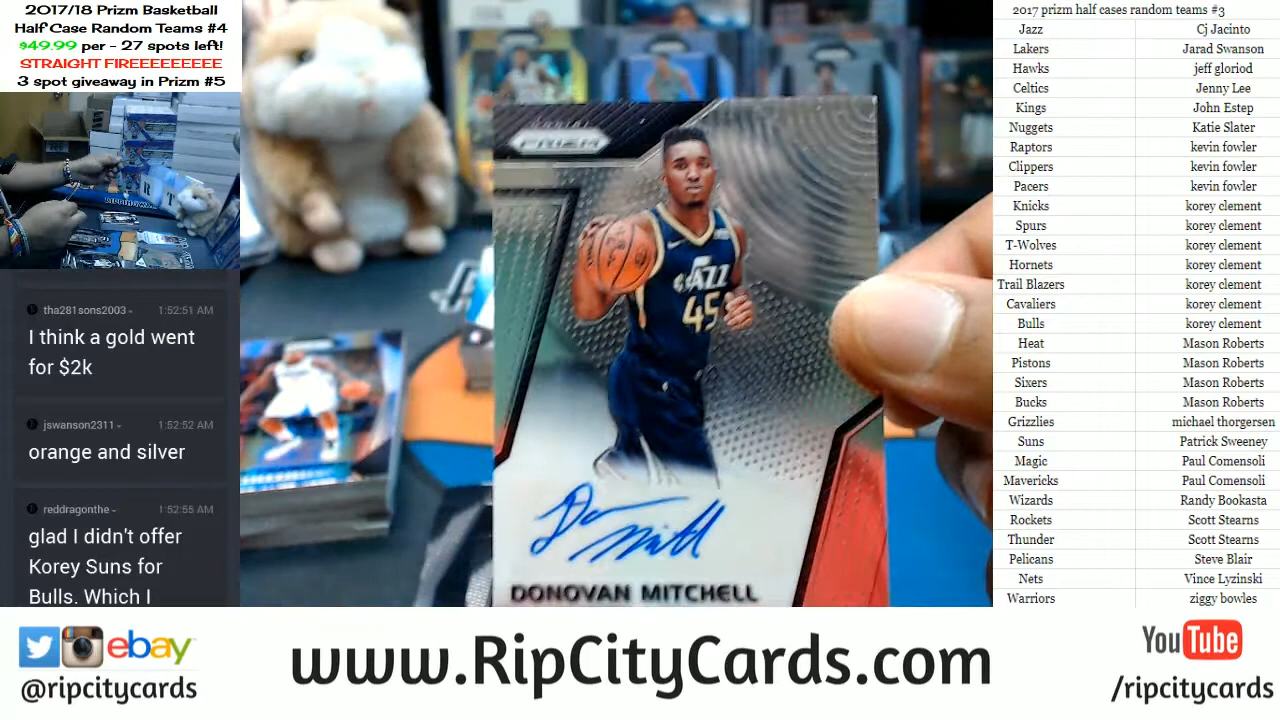 2017/18 Prizm Basketball
Half Case Random Teams #4
$49.99 per - 27 spots left!
STRAIGHT FIREEEEEEEEE
3 spot giveaway in Prizm #5
tha281sons2003 1:52:51 AM
I think a gold went
for $2k
jswanson2311 1:52:52 AM
orange and silver
reddragonthe 1:52:55 AM
glad I didn't offer
Korey Suns for
Bulls. Which I
PANINI
PRIZM
JAZZ
45
DONOVAN MITCHELL
2017 prizm half cases random teams #3
Jazz Cj Jacinto
Lakers Jarad Swanson
Hawks jeff gloriod
Celtics Jenny Lee
Kings John Estep
Nuggets Katie Slater
Raptors kevin fowler
Clippers kevin fowler
Pacers kevin fowler
Knicks korey clement
Spurs korey clement
T-Wolves korey clement
Hornets korey clement
Trail Blazers korey clement
Cavaliers korey clement
Bulls korey clement
Heat Mason Roberts
Pistons Mason Roberts
Sixers Mason Roberts
Bucks Mason Roberts
Grizzlies michael thorgersen
Suns Patrick Sweeney
Magic Paul Comensoli
Mavericks Paul Comensoli
Wizards Randy Bookasta
Rockets Scott Stearns
Thunder Scott Stearns
Pelicans Steve Blair
Nets Vince Lyzinski
Warriors ziggy bowles
ebay
@ripcitycards
www.RipCityCards.com
YouTube
/ripcitycards